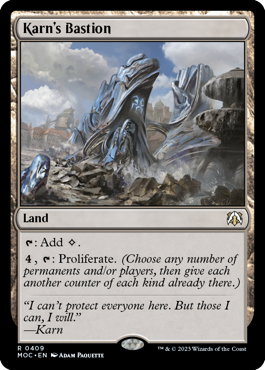 Karn's Bastion
Land
: Add .
4, : Proliferate. (Choose any number of
permanents and/or players, then give each
another counter of each kind already there.)
“I can’t protect everyone here. But those I
can, I will.”
—Karn
R 0409
MOC • EN Adam Paquette
™ & © 2023 Wizards of the Coast